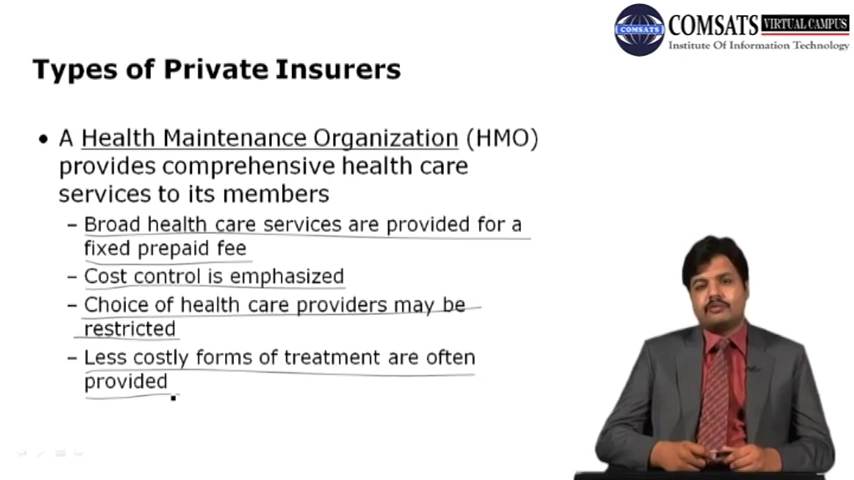 COMSATS VIRTUAL CAMPUS
COMSATS
Institute Of Information Technology
Types of Private Insurers
• A Health Maintenance Organization (HMO)
provides comprehensive health care
services to its members
– Broad health care services are provided for a
fixed prepaid fee
– Cost control is emphasized
– Choice of health care providers may be
restricted
– Less costly forms of treatment are often
provided